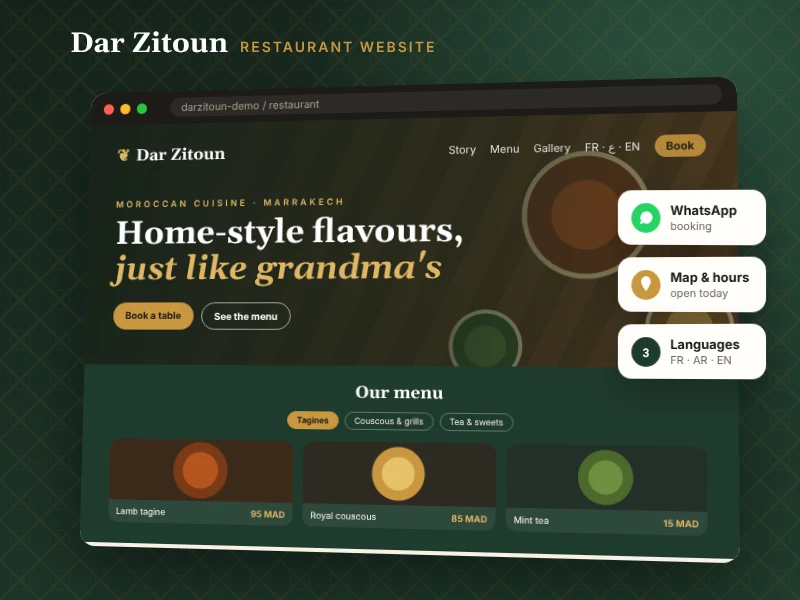 Dar Zitoun RESTAURANT WEBSITE
darzitoun-demo / restaurant
Dar Zitoun
Story Menu Gallery FR · ع · EN Book
MOROCCAN CUISINE · MARRAKECH
Home-style flavours,
just like grandma's
Book a table See the menu
WhatsApp
booking
Map & hours
open today
3
Languages
FR · AR · EN
Our menu
Tagines Couscous & grills Tea & sweets
Lamb tagine 95 MAD
Royal couscous 85 MAD
Mint tea 15 MAD